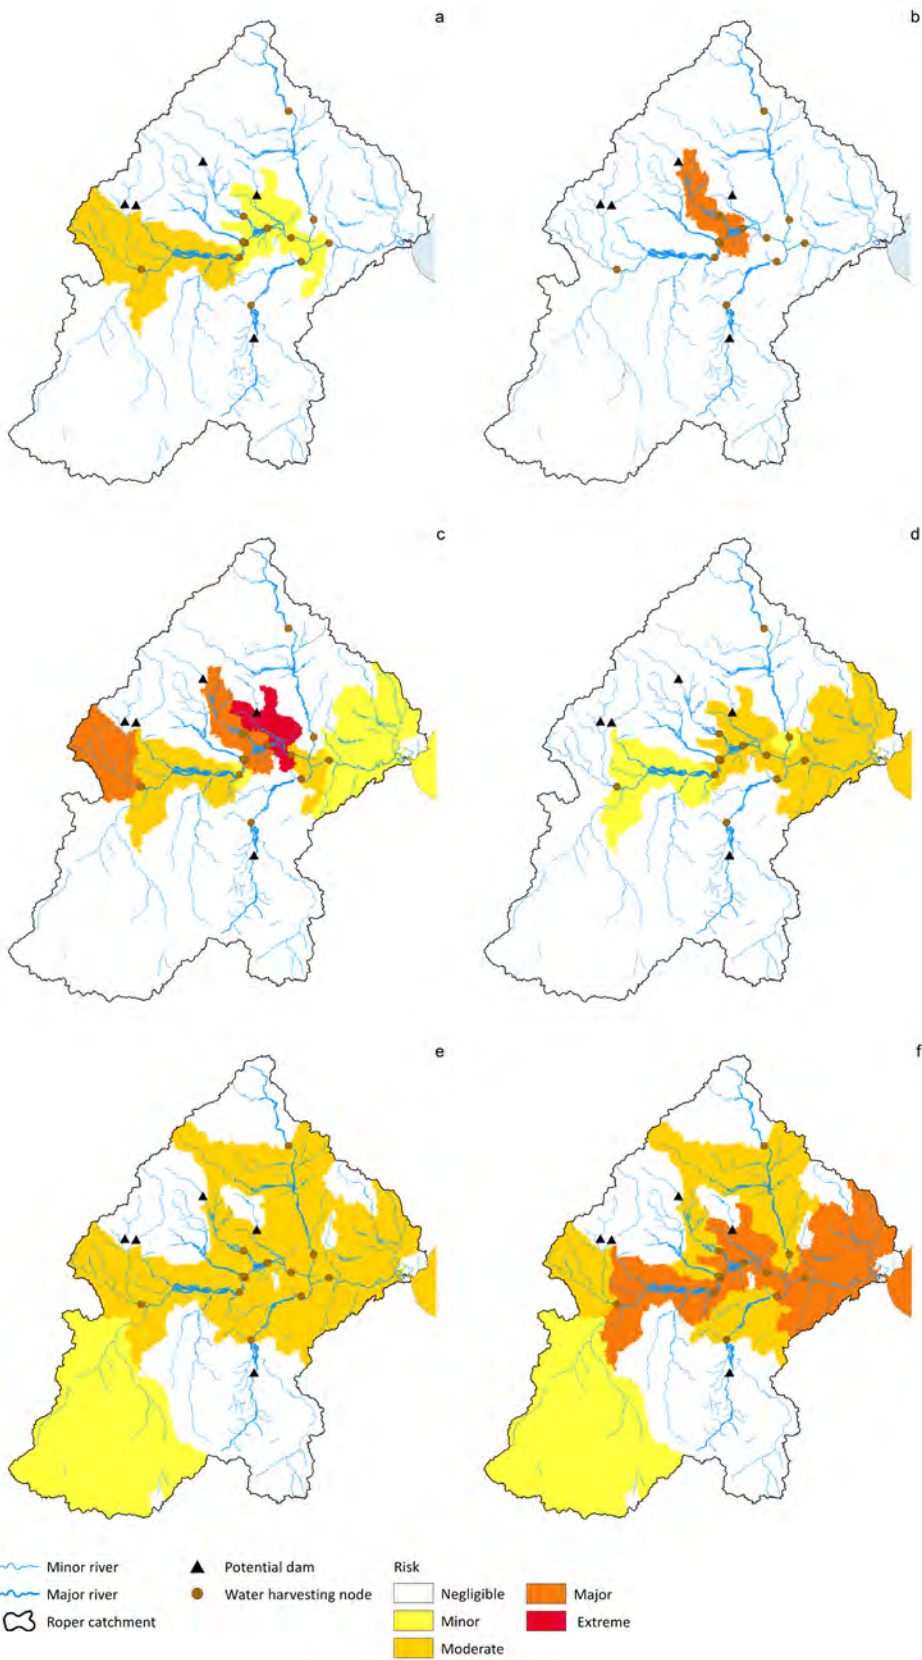 a
b
c
d
e
f
Minor river
Major river
Roper catchment
Potential dam
Water harvesting node
Risk
Negligible
Minor
Moderate
Major
Extreme